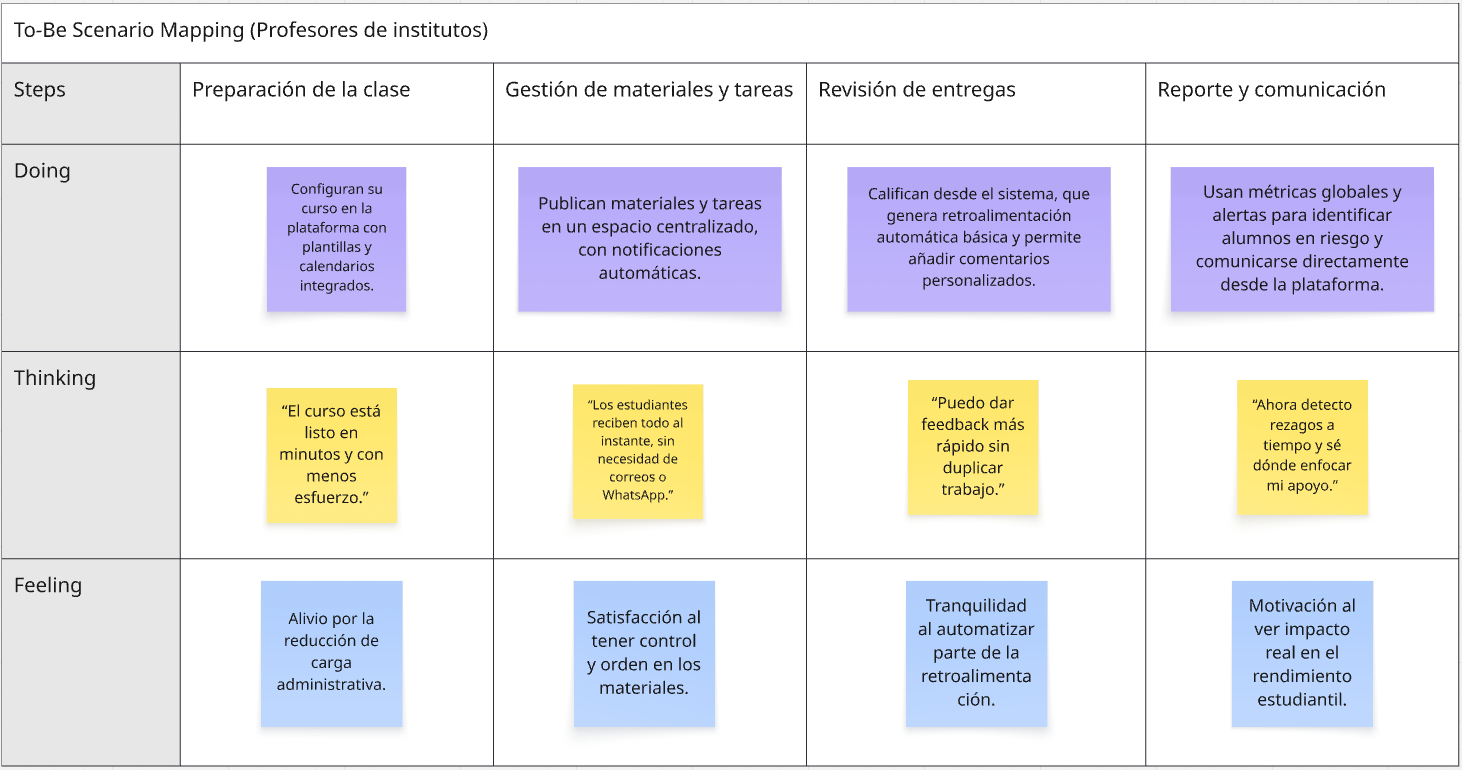 To-Be Scenario Mapping (Profesores de institutos)
Steps
Preparación de la clase
Gestión de materiales y tareas
Revisión de entregas
Reporte y comunicación
Doing
Configuran su
curso en la
plataforma con
plantillas y
calendarios
integrados.
Publican materiales y tareas
en un espacio centralizado,
con notificaciones
automáticas.
Califican desde el sistema, que
genera retroalimentación
automática básica y permite
añadir comentarios
personalizados.
Usan métricas globales y
alertas para identificar
alumnos en riesgo y
comunicarse directamente
desde la plataforma.
Thinking
“El curso está
listo en
minutos y con
menos
esfuerzo.”
“Los estudiantes
reciben todo al
instante, sin
necesidad de
correos o
WhatsApp.”
“Puedo dar
feedback más
rápido sin
duplicar
trabajo.”
“Ahora detecto
rezagos a
tiempo y sé
dónde enfocar
mi apoyo.”
Feeling
Alivio por la
reducción de
carga
administrativa.
Satisfacción al
tener control
y orden en los
materiales.
Tranquilidad
al automatizar
parte de la
retroalimenta
ción.
Motivación al
ver impacto
real en el
rendimiento
estudiantil.